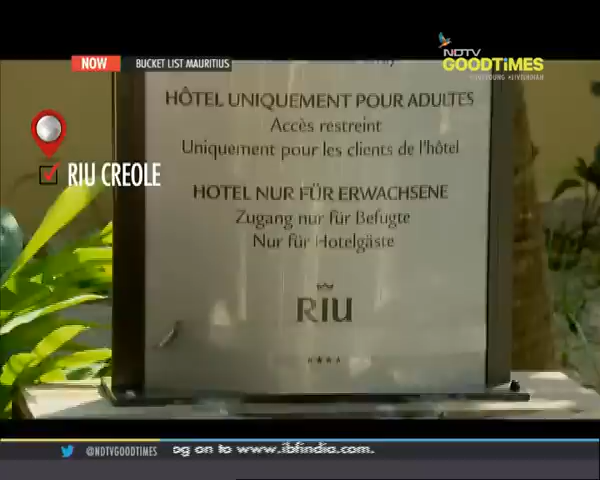 NDTV
GOODTiMES
NOW
BUCKET LIST MAURITIUS
HÔTEL UNIQUEMENT POUR ADULTES
Accès restreint
Uniquement pour les clients de l'hôtel
RIU CREOLE
HOTEL NUR FÜR ERWACHSENE
Zugang nur für Befugte
Nur für Hotelgäste
RIU
@NDTVGOODTIMES
og on to www.ibfindia.com.